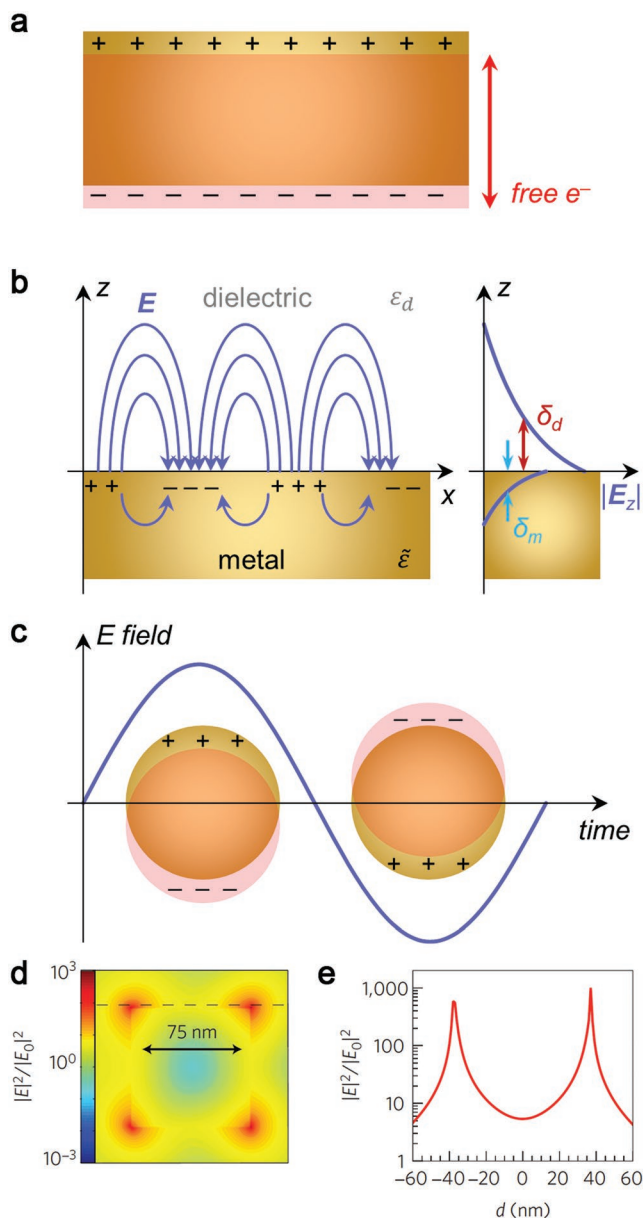 a
+ + + + + + + + + +
− − − − − − − − − −
free e⁻
b
z
E
dielectric
ε_d
+ +
− − −
+ + +
− −
x
metal
ε̃
z
δ_d
δ_m
|E_z|
c
E field
+ + +
− − −
− − −
+ + +
time
d
10³
10⁰
10⁻³
|E|²/|E₀|²
75 nm
e
|E|²/|E₀|²
1,000
100
10
1
−60 −40 −20 0 20 40 60
d (nm)